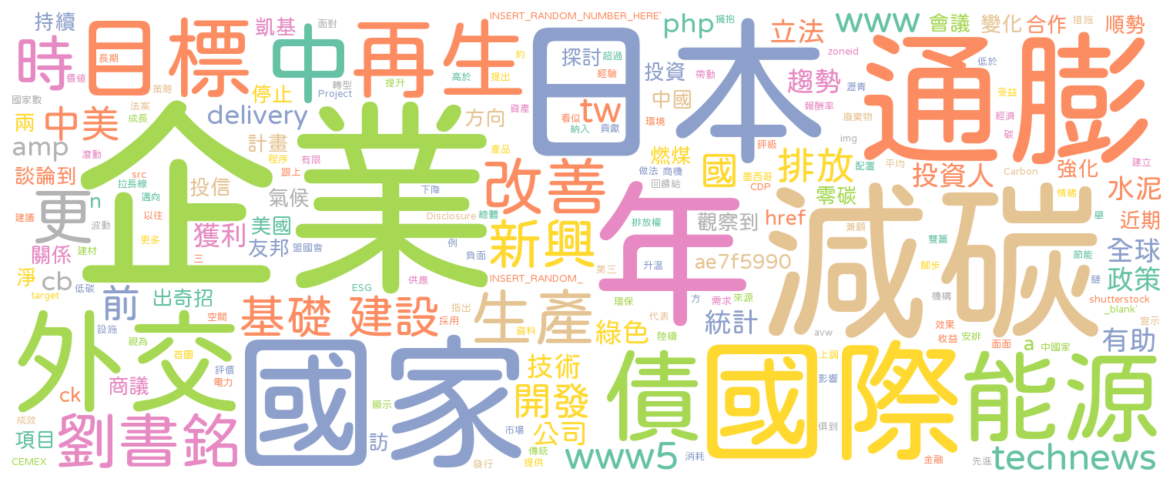 INSERT_RANDOM_NUMBER_HERE'
持續
凱基
面對
php
擁抱
www
會議
變化
合作
措施
順勢
立法
時
目標
中
再生
約
提出
提升
高於
日本
探討
超過
經驗
投資
帶動
zoneid
低於
趨勢
通膨
長期
價值
國家數
策略
法案
成長
轉型
Project
停止
資產
tw
看似
納入
貢獻
環境
中國
報酬率
瀝青
廢棄物
受益
經濟
碳
兩
中美
delivery
方向
amp
滾動
計畫
程序
有限
產品
燃煤
國
排放
評級
img
配置
平均
Carbon
建立
談論到
src
拉長線
企業
跟上
改善
做法
商機
回饋給
墨西哥
CDP
零碳
投資人
情緒
強化
水泥
更
n
邁向
投信
氣候
下降
年
排放權
觀察到
href
減碳
兼顧
雙贏
舉
近期
建議
波動
以往
獲利
美國
Disclosure
總體
新興
關係
建材
更多
友邦
盟國會
例
負面
升溫
第三
ae7f5990
腳步
節能
全球
淨
cb
三
INSERT_RANDOM_
鏈
政策
target
低碳
前
出奇招
ESG
供應
環保
方
需求
來源
機構
shutterstock
_blank'
外交
設施
空間
基礎
建設
指出
採用
生產
資料
綠色
代表
陸續
統計
avw
效果
收益
安排
a
宣示
中國家
有助
視為
首圖
國家
技術
債
上調
國際
面面
能源
商議
評價
電力
ck
顯示
開發
影響
成效
劉書銘
訪
市場
公司
俱到
項目
傳統
提供
CEMEX
發行
www5
消耗
金融
先進
technews